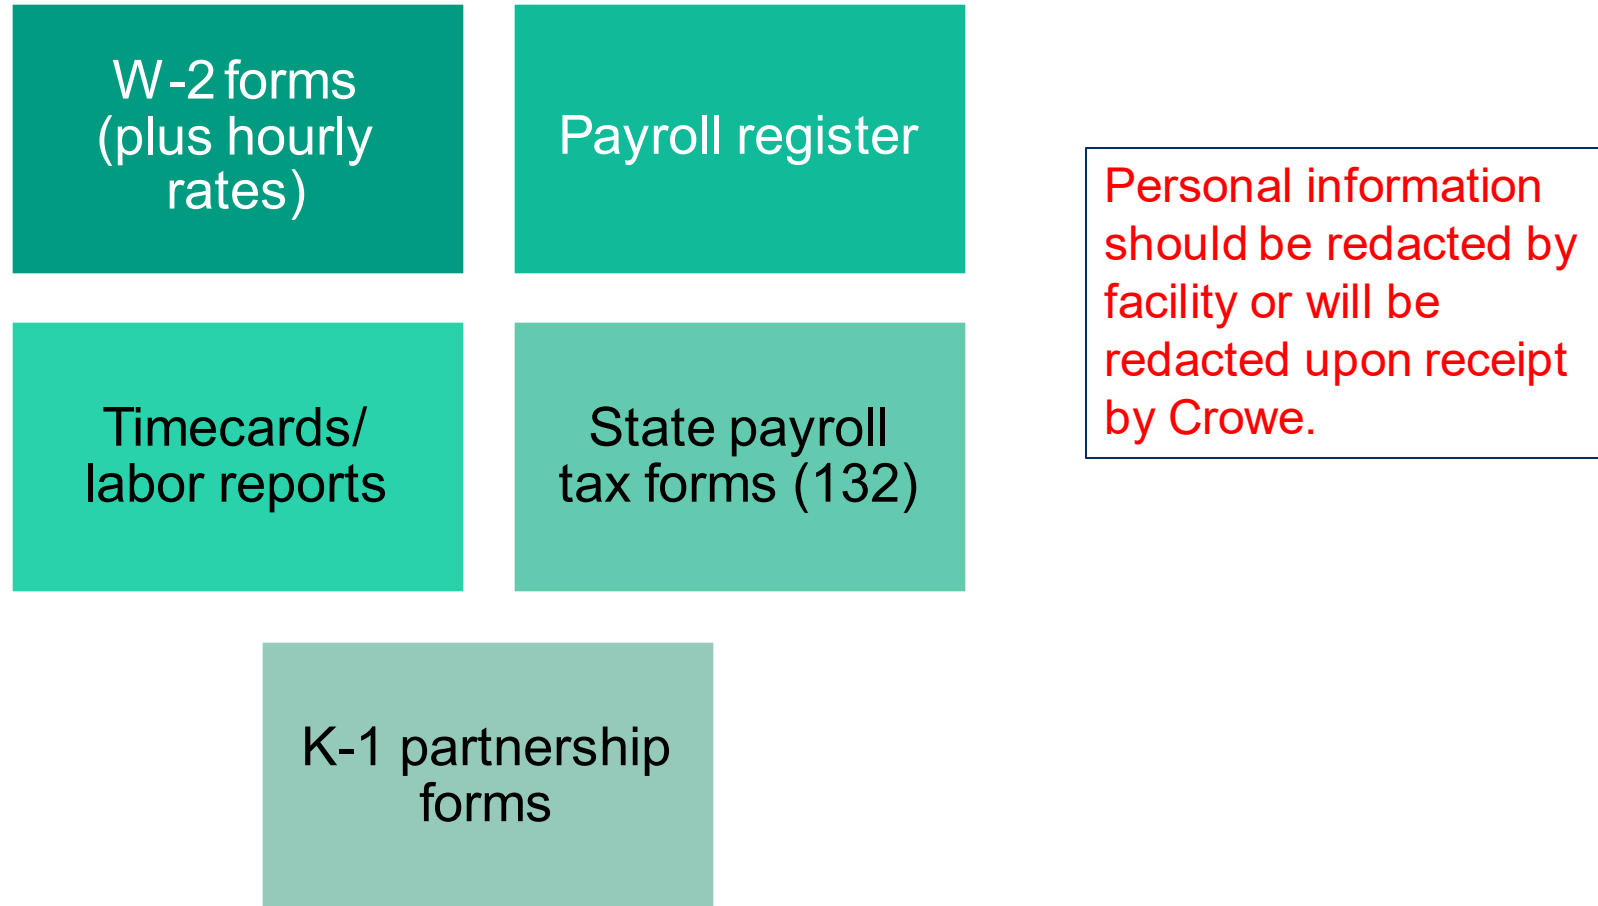 W-2 forms
(plus hourly
rates)
Payroll register
Timecards/
labor reports
State payroll
tax forms (132)
K-1 partnership
forms
Personal information
should be redacted by
facility or will be
redacted upon receipt
by Crowe.